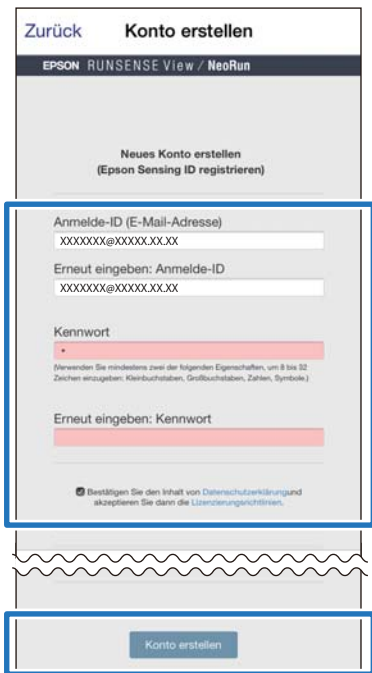 Zurück Konto erstellen
EPSON RUNSENSE View / NeoRun
Neues Konto erstellen
(Epson Sensing ID registrieren)
Anmelde-ID (E-Mail-Adresse)
XXXXXXX@XXXXX.XX.XX
Erneut eingeben: Anmelde-ID
XXXXXXX@XXXXX.XX.XX
Kennwort
•
(Verwenden Sie mindestens zwei der folgenden Eigenschaften, um 8 bis 32
Zeichen einzugeben: Kleinbuchstaben, Großbuchstaben, Zahlen, Symbole.)
Erneut eingeben: Kennwort
Bestätigen Sie den Inhalt von Datenschutzerklärungund
akzeptieren Sie dann die Lizenzierungsrichtlinien.
Konto erstellen